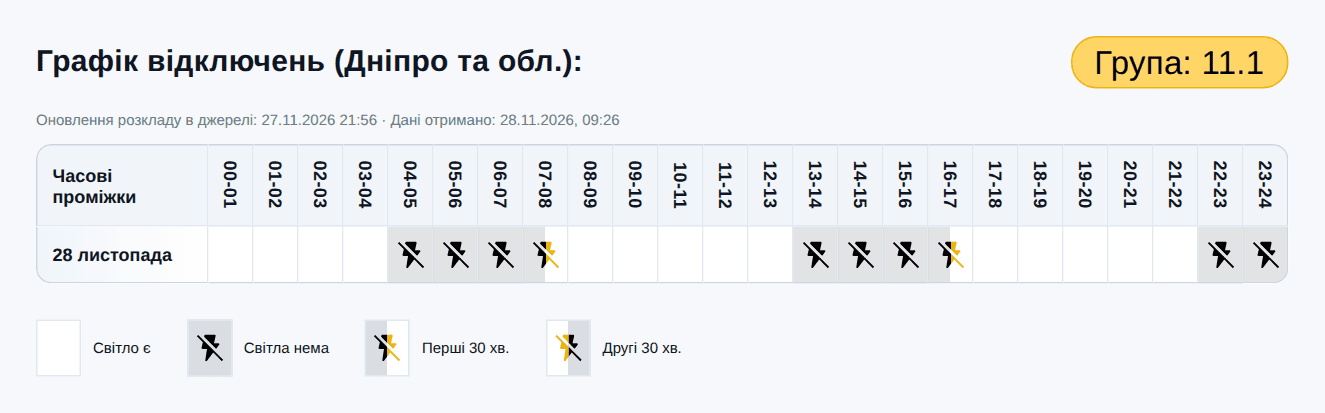 Графік відключень (Дніпро та обл.):
Група: 11.1
Оновлення розкладу в джерелі: 27.11.2026 21:56 · Дані отримано: 28.11.2026, 09:26
Часові
проміжки
00-01
01-02
02-03
03-04
04-05
05-06
06-07
07-08
08-09
09-10
10-11
11-12
12-13
13-14
14-15
15-16
16-17
17-18
18-19
19-20
20-21
21-22
22-23
23-24
28 листопада
Світло є
Світла нема
Перші 30 хв.
Другі 30 хв.